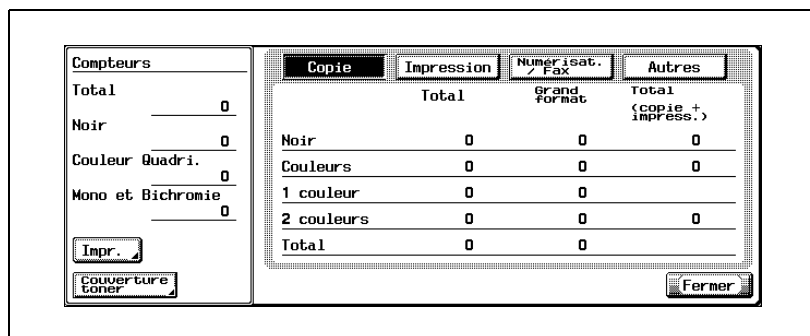 Compteurs
Total
0
Noir
0
Couleur Quadri.
0
Mono et Bichromie
0
Impr.
Couverture
toner
Copie Impression Numérisat. / Fax Autres
Total Grand format Total (copie + impress.)
Noir 0 0 0
Couleurs 0 0 0
1 couleur 0 0
2 couleurs 0 0 0
Total 0 0
Fermer